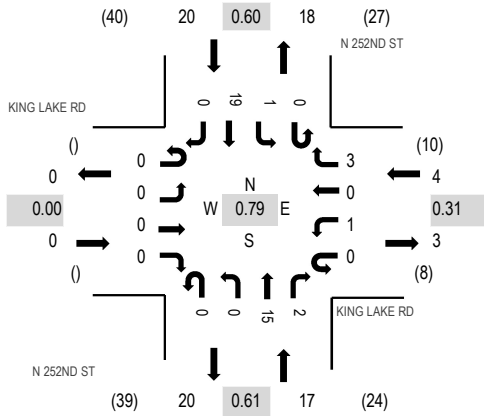 (40) 20 0.60 18 (27)
N 252ND ST
KING LAKE RD
0 19 1 0
() 0 3 (10)
0 0 0 4
0.00 0 W N 0.79 S E 1 0.31
0 0 0 3
() (8)
0 0 15 2
KING LAKE RD
N 252ND ST
(39) 20 0.61 17 (24)